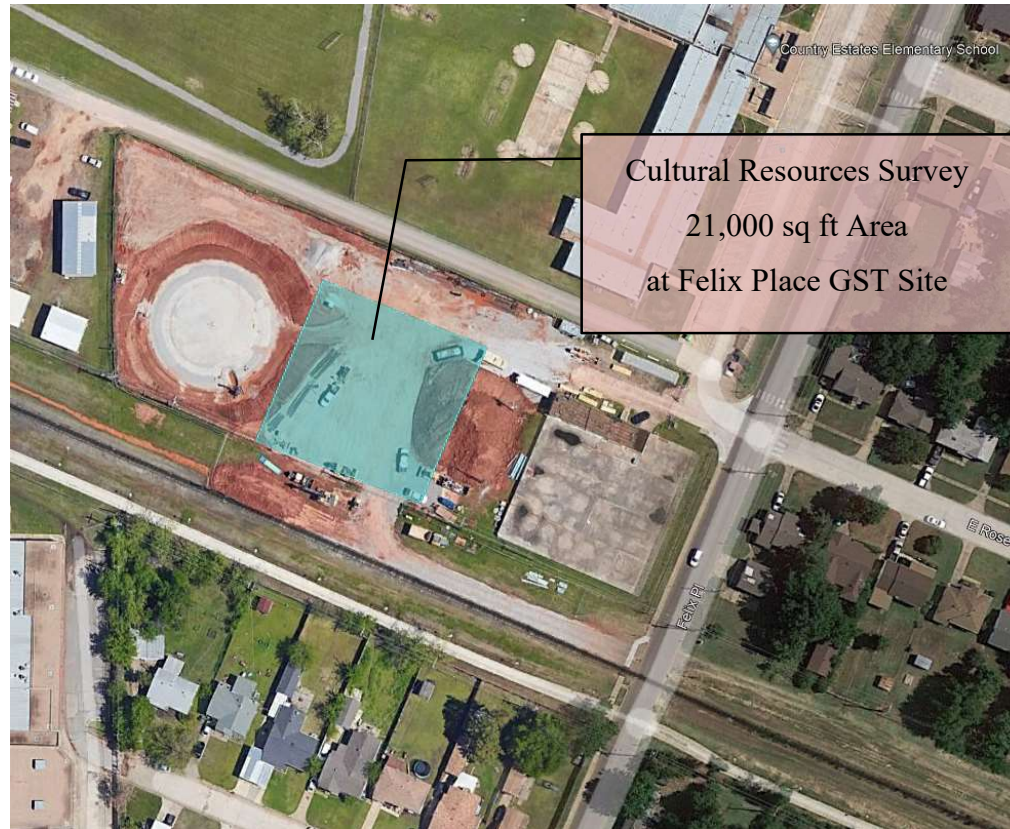 Country Estates Elementary School
Cultural Resources Survey
21,000 sq ft Area
at Felix Place GST Site
E Rose
Felix Pl